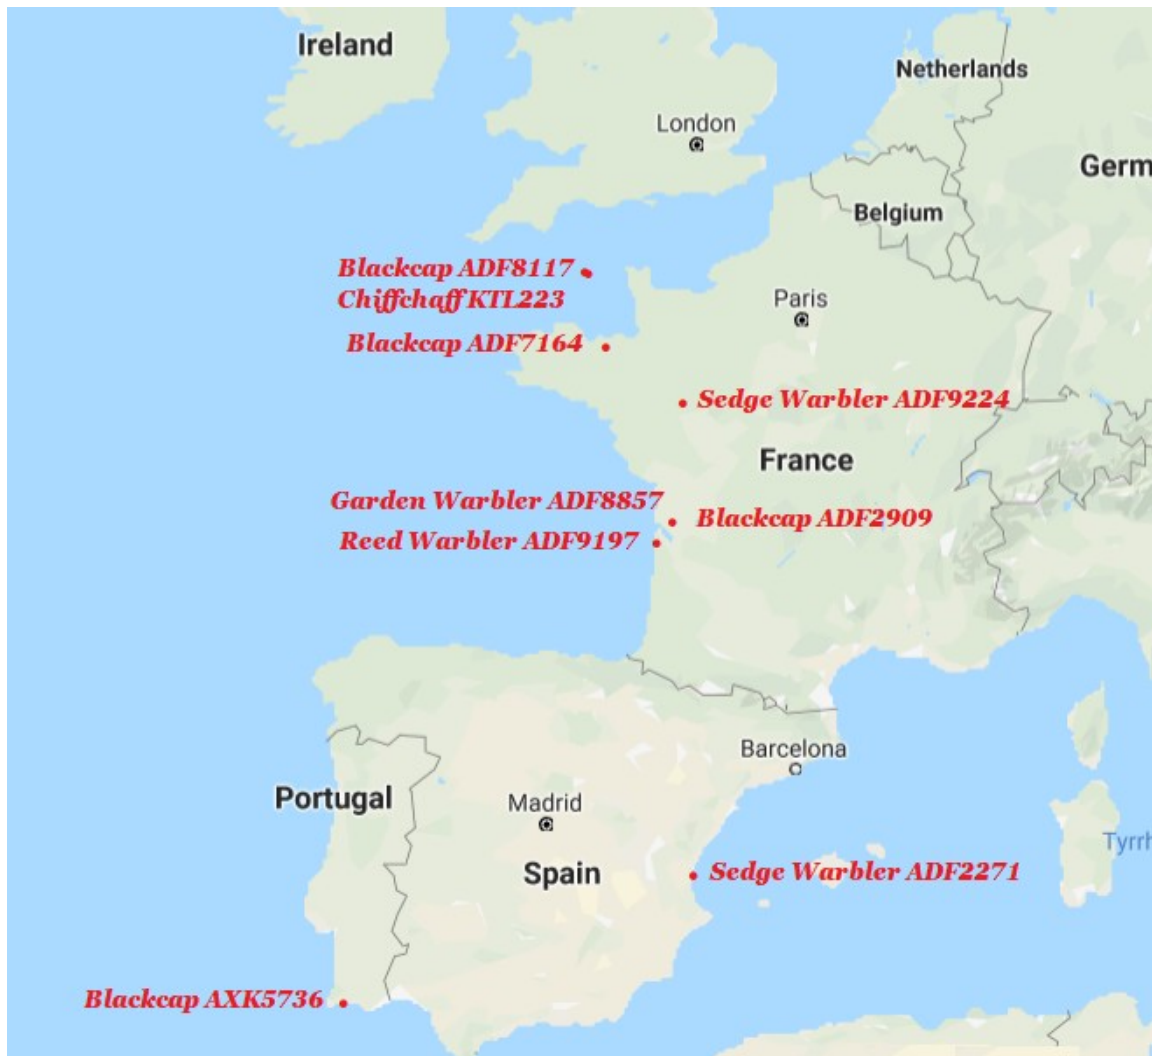 Ireland
Netherlands
London
Germ
Belgium
Blackcap ADF8117
Chiffchaff KTL223
Paris
Blackcap ADF7164
Sedge Warbler ADF9224
France
Garden Warbler ADF8857
Blackcap ADF2909
Reed Warbler ADF9197
Barcelona
Portugal
Madrid
Tyrrh
Spain
Sedge Warbler ADF2271
Blackcap AXK5736